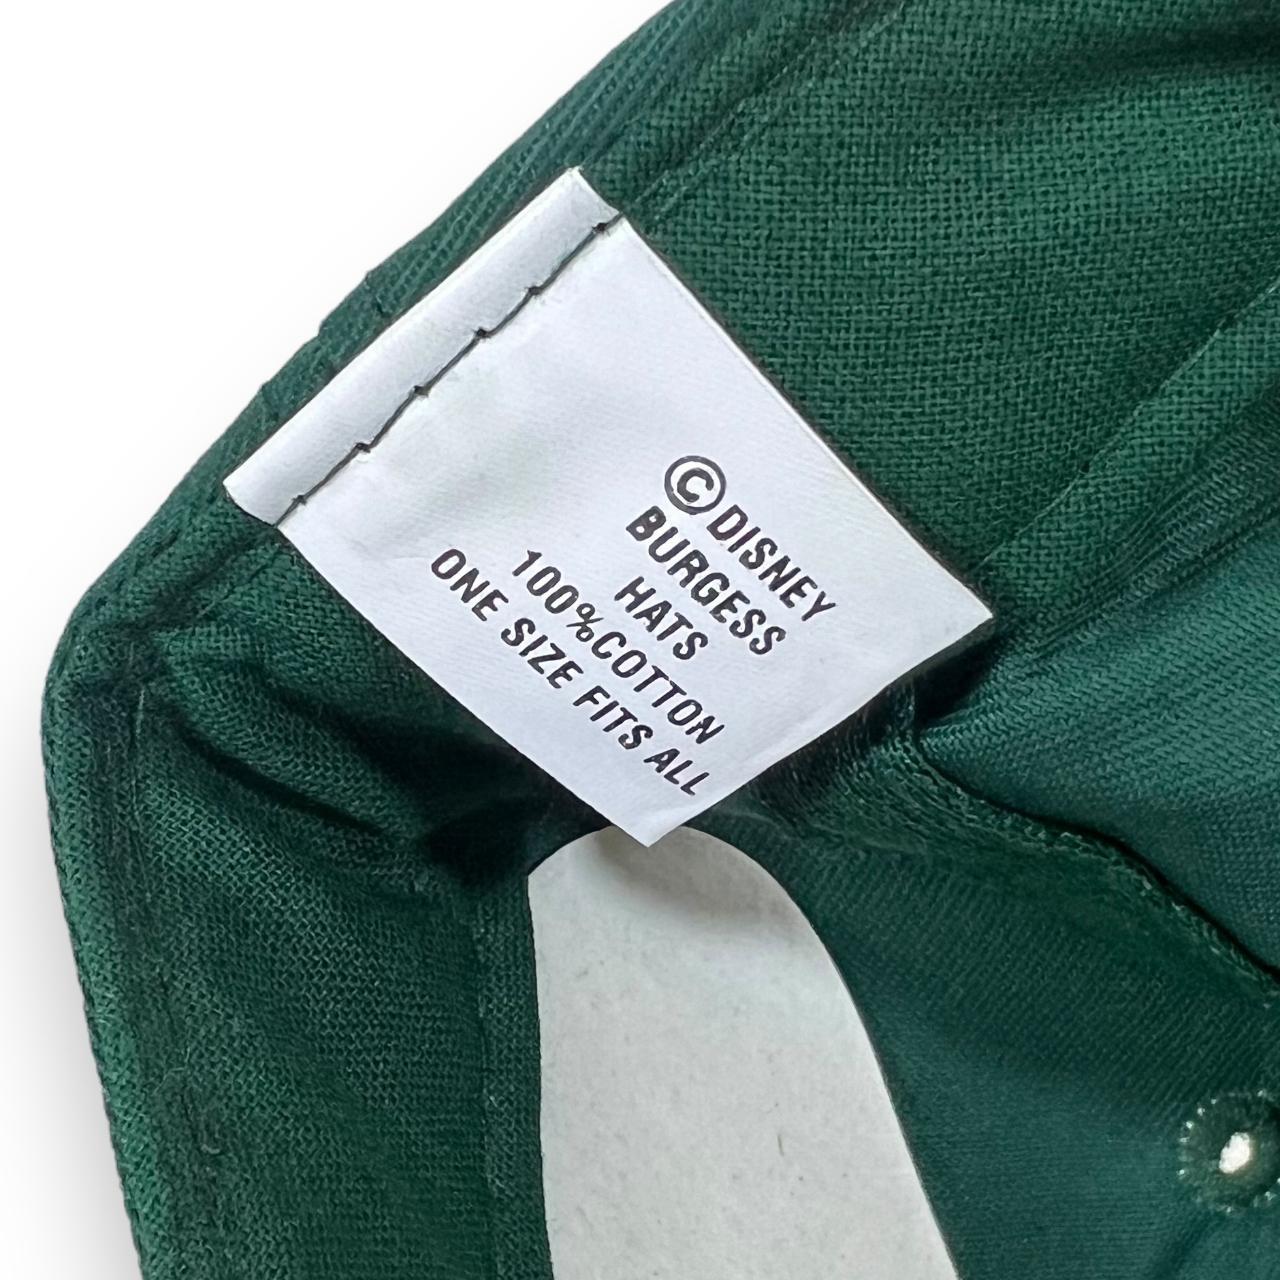 ©DISNEY
BURGESS
HATS
100%COTTON
ONE SIZE FITS ALL